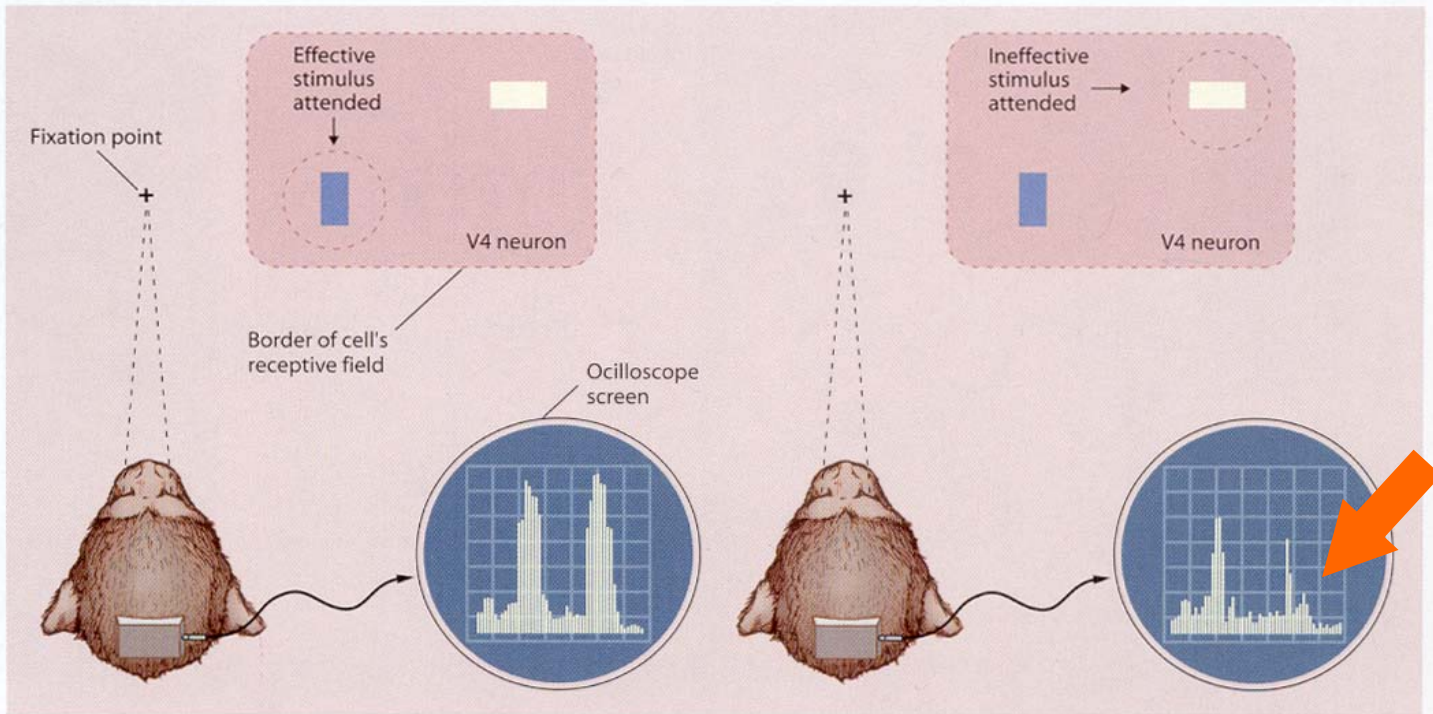 Effective
stimulus
attended
Fixation point
V4 neuron
Border of cell's
receptive field
Ocilloscope
screen
Ineffective
stimulus
attended
V4 neuron